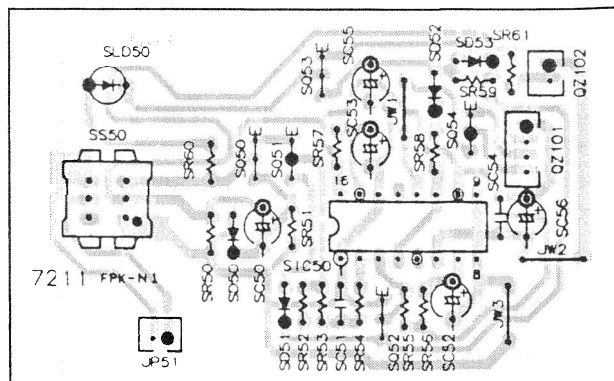 SLD50
SS50
SR60
SQ50
E
SQ51
E
SQ53
E
SC55
SC53
SR57
JW1
SD52
SR58
SD53
SR59
SR61
SQ54
E
QZ102
QZ101
SC54
SC56
JW2
16
9
8
SR50
SD50
SC50
SR51
SIC50
7211 FPK-N1
JP51
SD51
SR52
SR53
SC51
SR54
SQ52
E
SR55
SR56
SC52
JW3